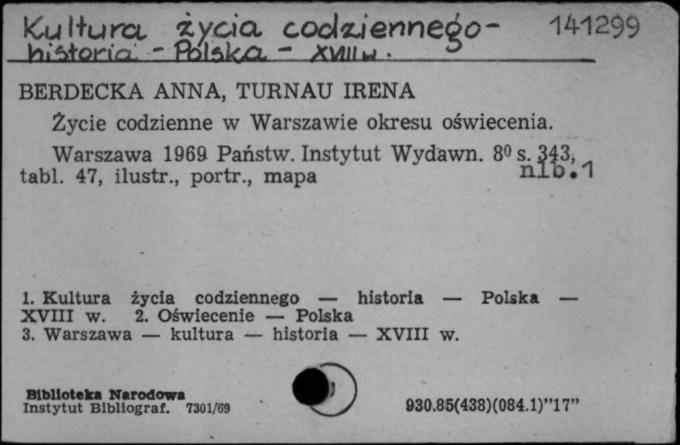 Kultura życia codziennego- 141299
historia - Polska - XVIII w.
BERDECKA ANNA, TURNAU IRENA
Życie codzienne w Warszawie okresu oświecenia.
Warszawa 1969 Państw. Instytut Wydawn. 8⁰ s. 343,
nlb.1
tabl. 47, ilustr., portr., mapa
1. Kultura życia codziennego — historia — Polska —
XVIII w. 2. Oświecenie — Polska
3. Warszawa — kultura — historia — XVIII w.
Biblioteka Narodowa
Instytut Bibliograf. 7301/69 930.85(438)(084.1)”17”